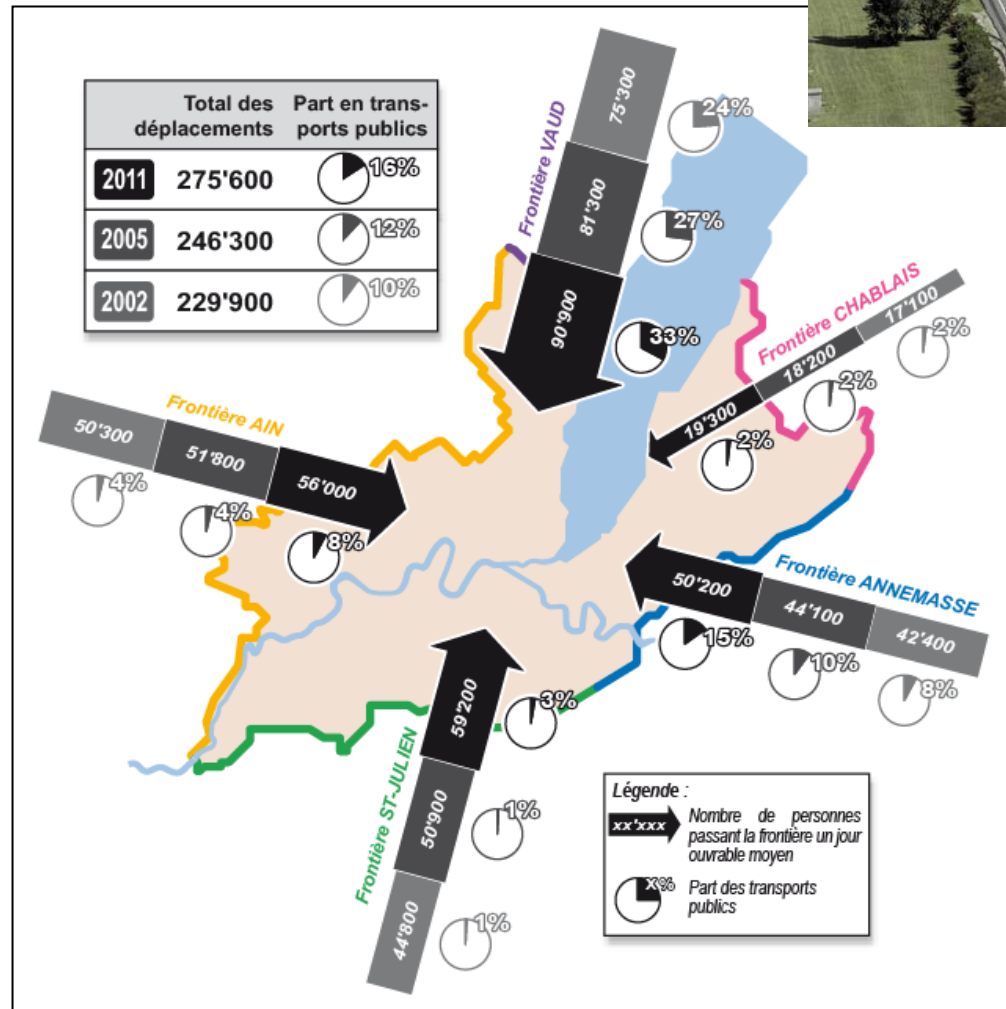 Total des déplacements
Part en trans-ports publics
2011 275'600 16%
2005 246'300 12%
2002 229'900 10%
Frontière VAUD
75'300
24%
81'300
27%
90'900
33%
Frontière CHABLAIS
17'100
2%
18'200
2%
19'300
2%
Frontière AIN
50'300
4%
51'800
4%
56'000
8%
Frontière ANNEMASSE
50'200
15%
44'100
10%
42'400
8%
Frontière ST-JULIEN
59'200
3%
50'900
1%
44'800
1%
Légende :
xx'xxx
Nombre de personnes
passant la frontière un jour
ouvrable moyen
x%
Part des transports
publics